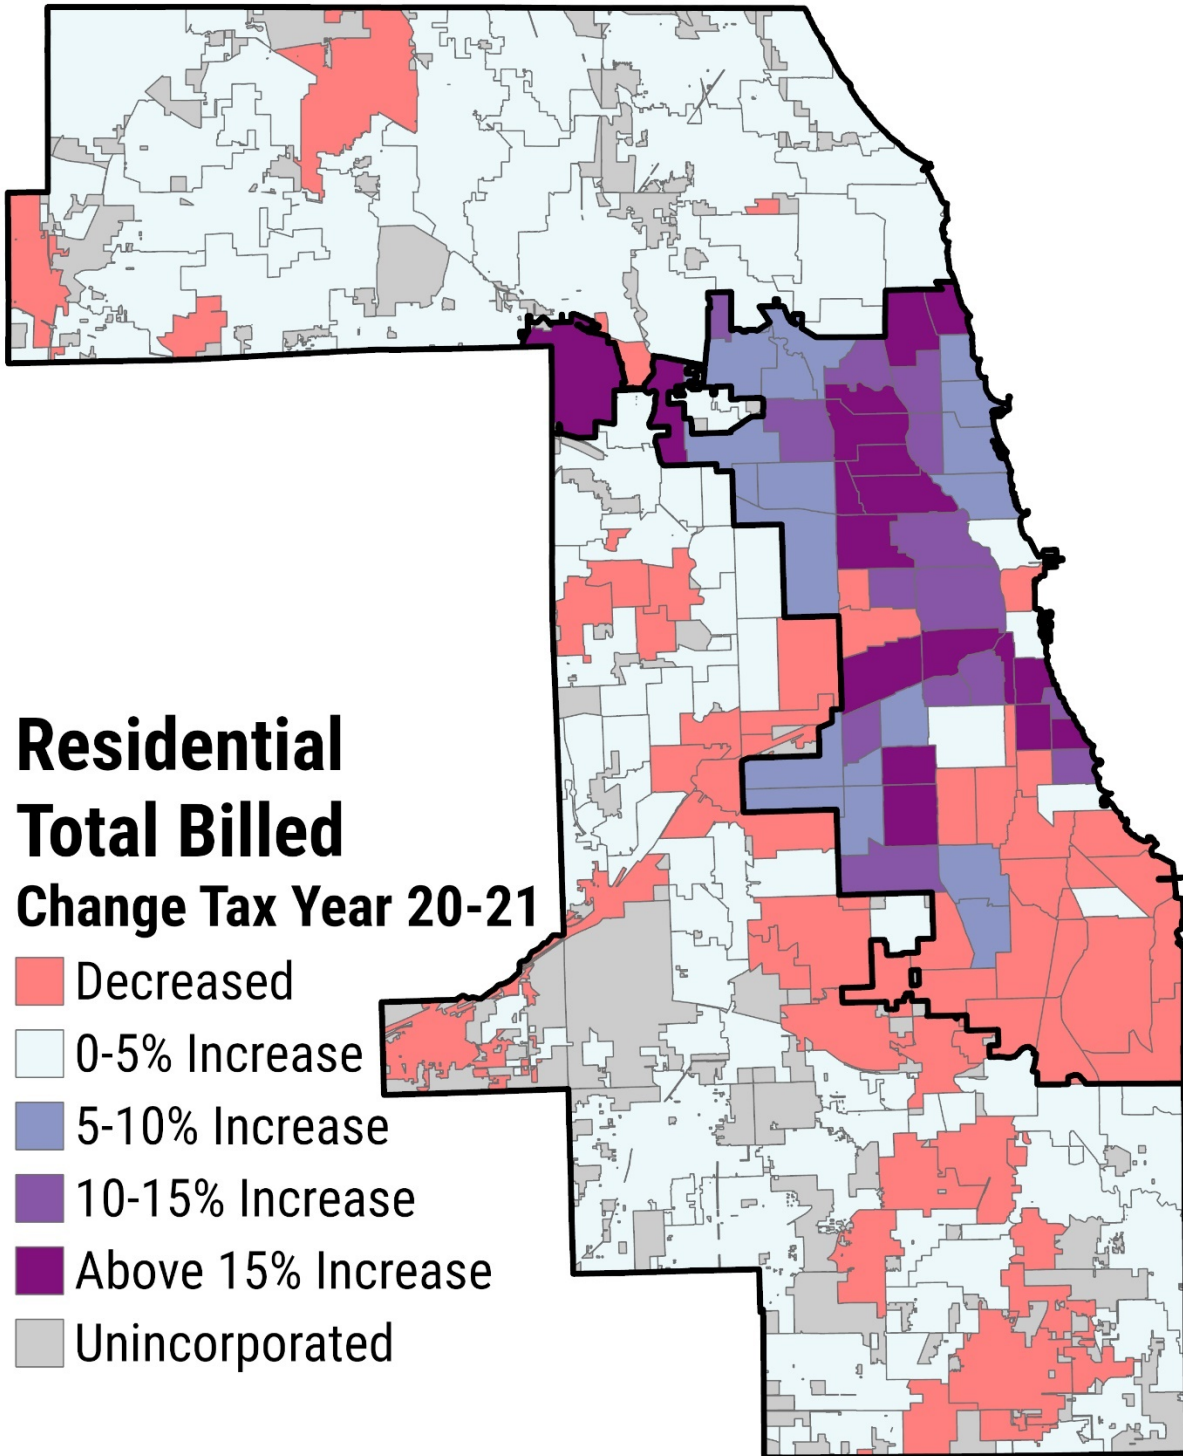 Residential
Total Billed
Change Tax Year 20-21
Decreased
0-5% Increase
5-10% Increase
10-15% Increase
Above 15% Increase
Unincorporated